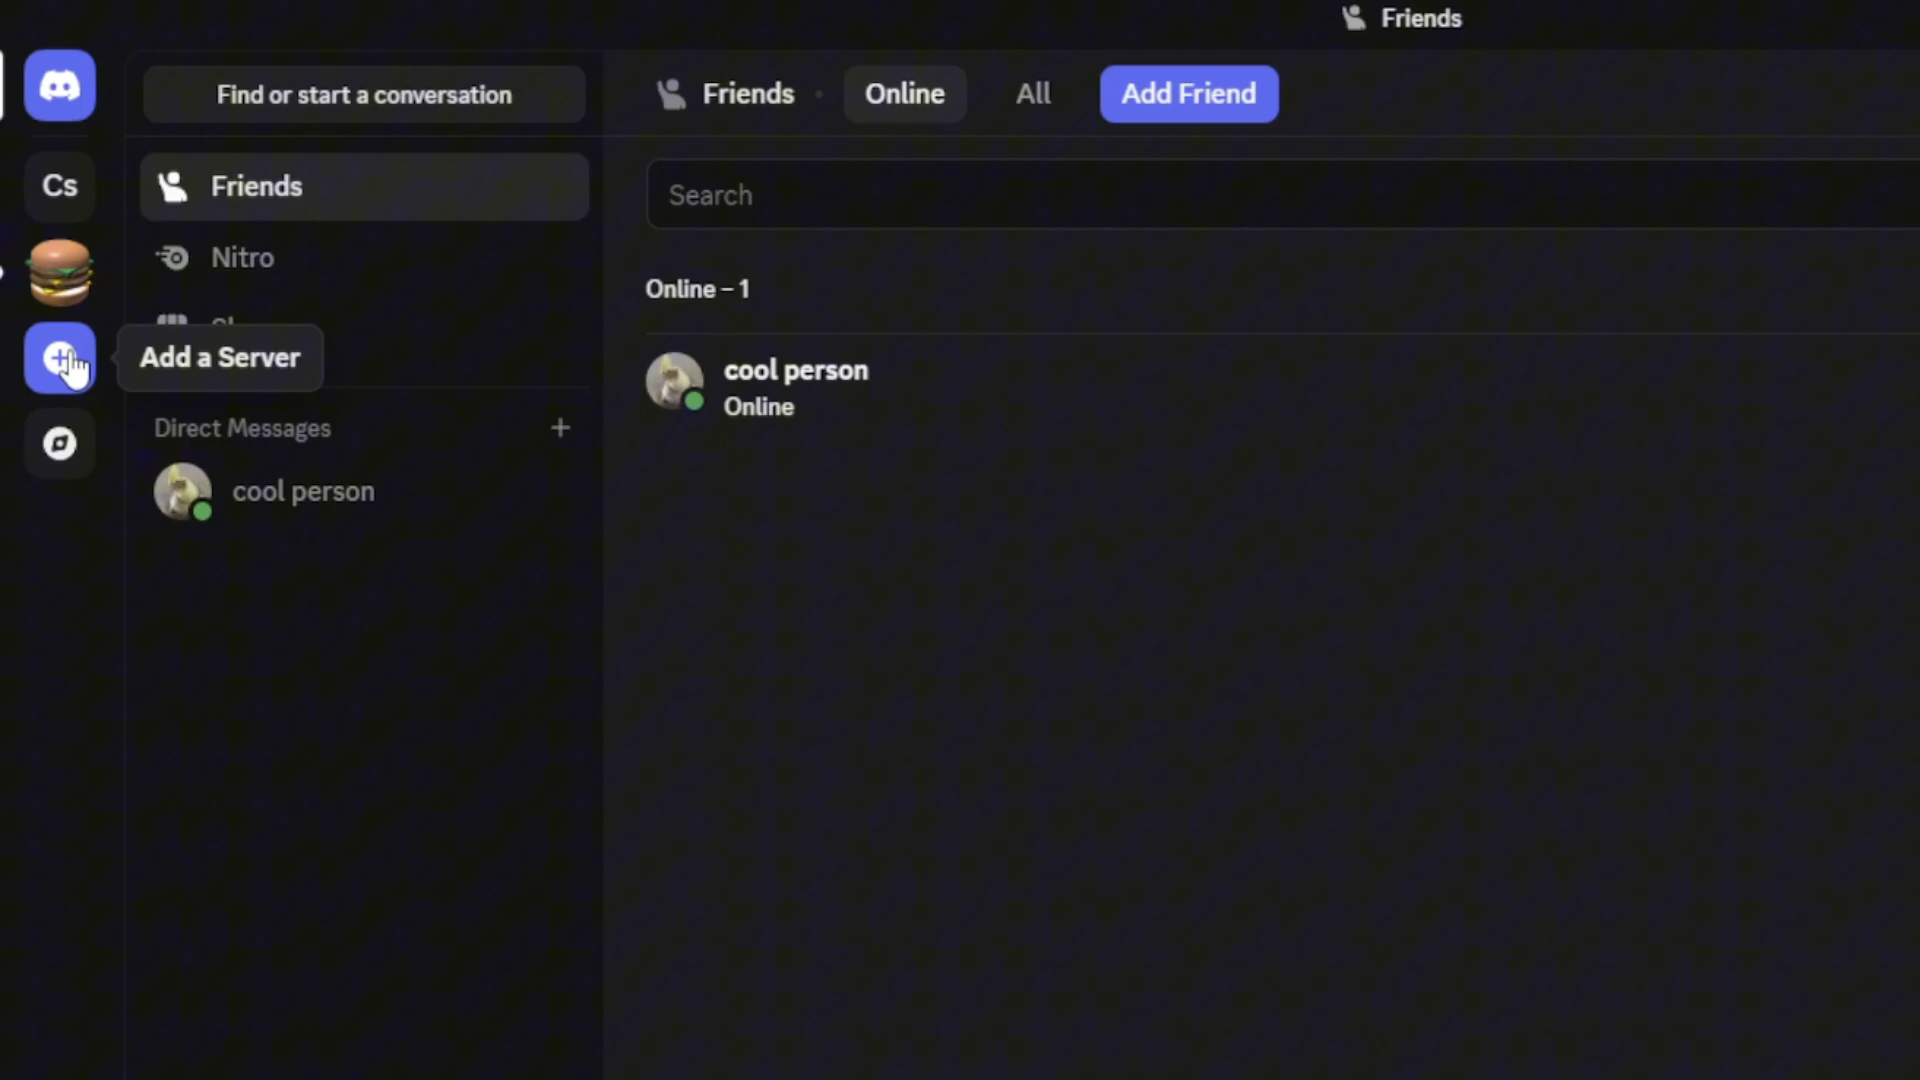 Friends
Find or start a conversation
Friends
Online
All
Add Friend
Cs
Friends
Search
Nitro
Online – 1
Add a Server
cool person
Online
Direct Messages
cool person